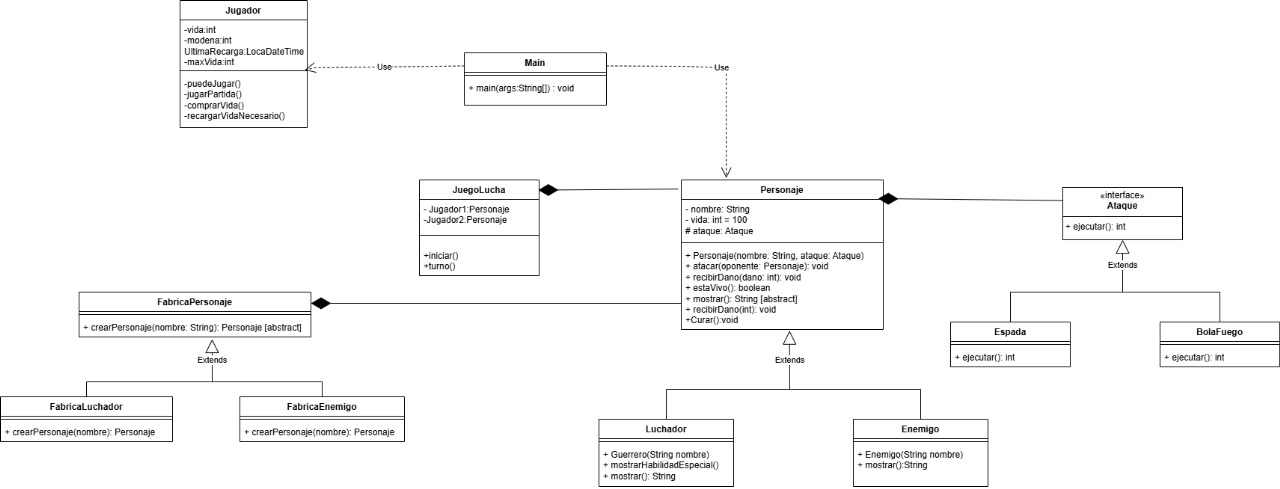 Jugador
-vida:int
-modena:int
UltimaRecarga:LocaDateTime
-maxVida:int
-puedeJugar()
-jugarPartida()
-comprarVida()
-recargarVidaNecesario()
Use
Main
+ main(args:String[]) : void
Use
JuegoLucha
- Jugador1:Personaje
-Jugador2:Personaje
+iniciar()
+turno()
Personaje
- nombre: String
- vida: int = 100
# ataque: Ataque
+ Personaje(nombre: String, ataque: Ataque)
+ atacar(oponente: Personaje): void
+ recibirDano(dano: int): void
+ estaVivo(): boolean
+ mostrar(): String [abstract]
+ recibirDano(int): void
+Curar():void
«interface»
Ataque
+ ejecutar(): int
Extends
Espada
+ ejecutar(): int
BolaFuego
+ ejecutar(): int
FabricaPersonaje
+ crearPersonaje(nombre: String): Personaje [abstract]
Extends
FabricaLuchador
+ crearPersonaje(nombre): Personaje
FabricaEnemigo
+ crearPersonaje(nombre): Personaje
Extends
Luchador
+ Guerrero(String nombre)
+ mostrarHabilidadEspecial()
+ mostrar(): String
Enemigo
+ Enemigo(String nombre)
+ mostrar():String